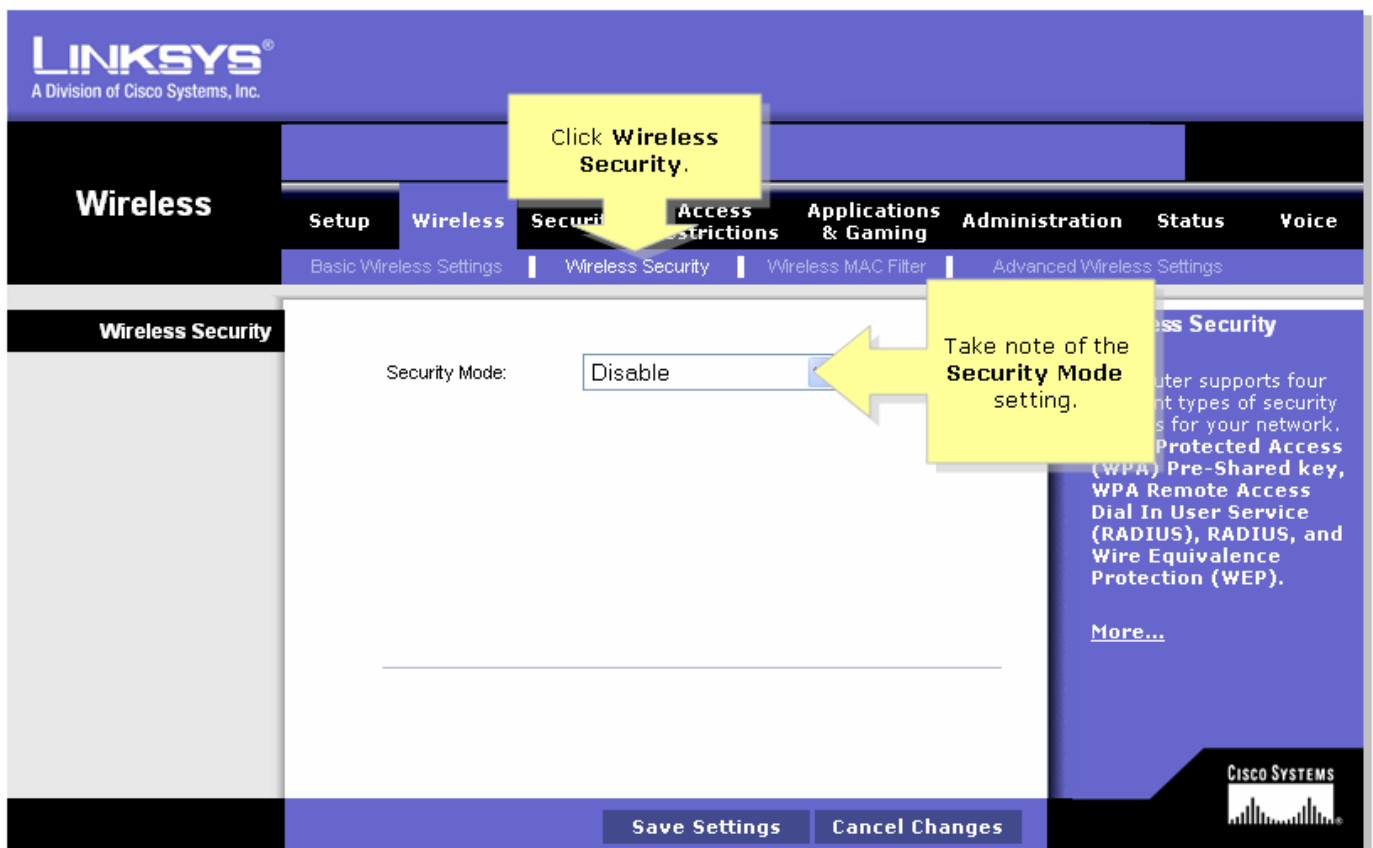 LINKSYS®
A Division of Cisco Systems, Inc.
Click Wireless
Security.
Wireless
Setup
Wireless
Access
Applications
& Gaming
Administration
Status
Voice
Basic Wireless Settings
Wireless Security
Wireless MAC Filter
Advanced Wireless Settings
Wireless Security
Security Mode:
Disable
Take note of the
Security Mode
setting.
Security
supports four
types of security
for your network.
Protected Access
(WPA) Pre-Shared key,
WPA Remote Access
Dial In User Service
(RADIUS), RADIUS, and
Wire Equivalence
Protection (WEP).
More...
CISCO SYSTEMS
Save Settings
Cancel Changes